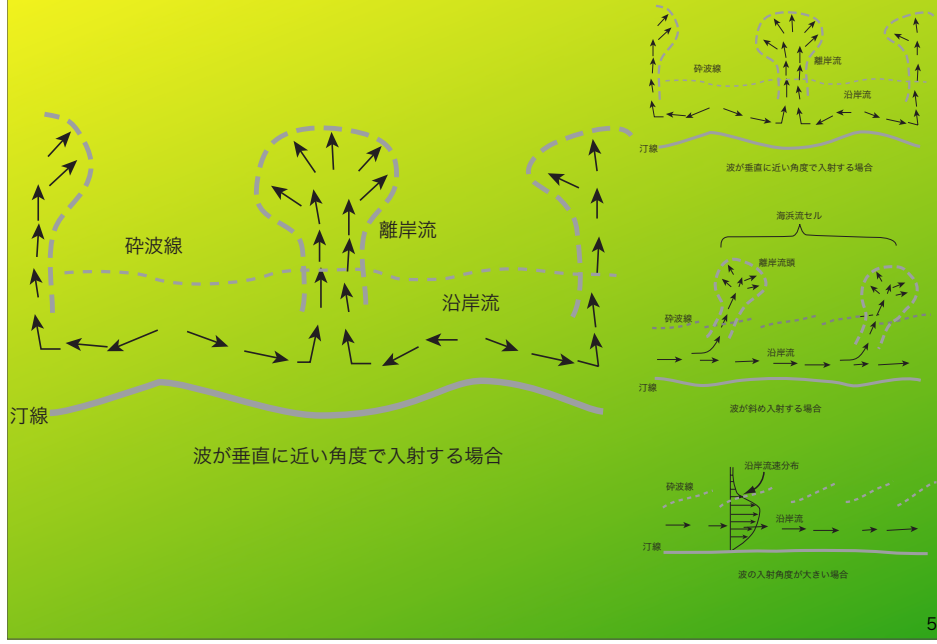 砕波線
離岸流
沿岸流
汀線
波が垂直に近い角度で入射する場合
砕波線
離岸流
沿岸流
汀線
波が垂直に近い角度で入射する場合
海浜流セル
離岸流頭
砕波線
沿岸流
汀線
波が斜め入射する場合
沿岸流速分布
砕波線
沿岸流
汀線
波の入射角度が大きい場合
5